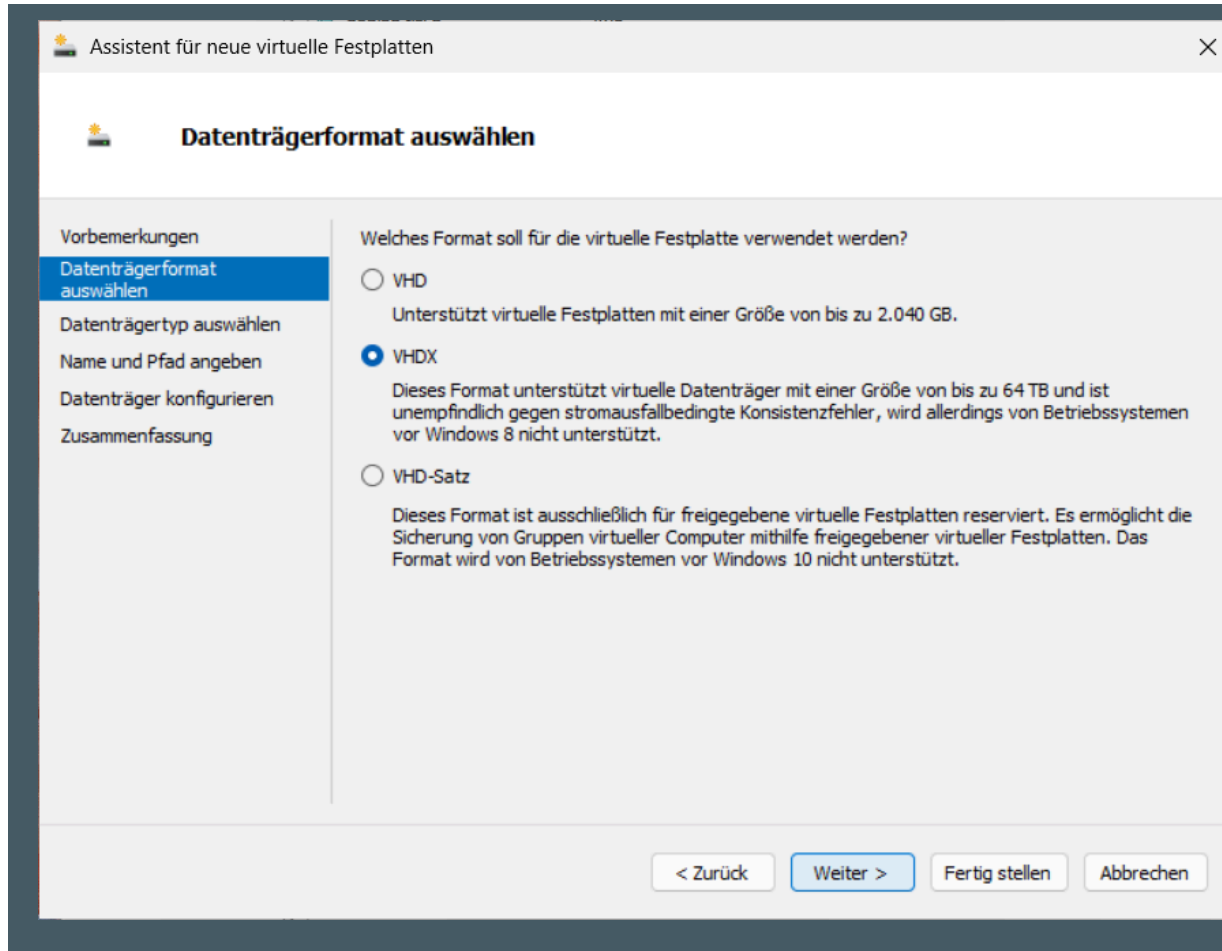 Assistent für neue virtuelle Festplatten
Datenträgerformat auswählen
Vorbemerkungen
Datenträgerformat
auswählen
Datenträgertyp auswählen
Name und Pfad angeben
Datenträger konfigurieren
Zusammenfassung
Welches Format soll für die virtuelle Festplatte verwendet werden?
VHD
Unterstützt virtuelle Festplatten mit einer Größe von bis zu 2.040 GB.
VHDX
Dieses Format unterstützt virtuelle Datenträger mit einer Größe von bis zu 64 TB und ist
unempfindlich gegen stromausfallbedingte Konsistenzfehler, wird allerdings von Betriebssystemen
vor Windows 8 nicht unterstützt.
VHD-Satz
Dieses Format ist ausschließlich für freigegebene virtuelle Festplatten reserviert. Es ermöglicht die
Sicherung von Gruppen virtueller Computer mithilfe freigegebener virtueller Festplatten. Das
Format wird von Betriebssystemen vor Windows 10 nicht unterstützt.
< Zurück
Weiter >
Fertig stellen
Abbrechen